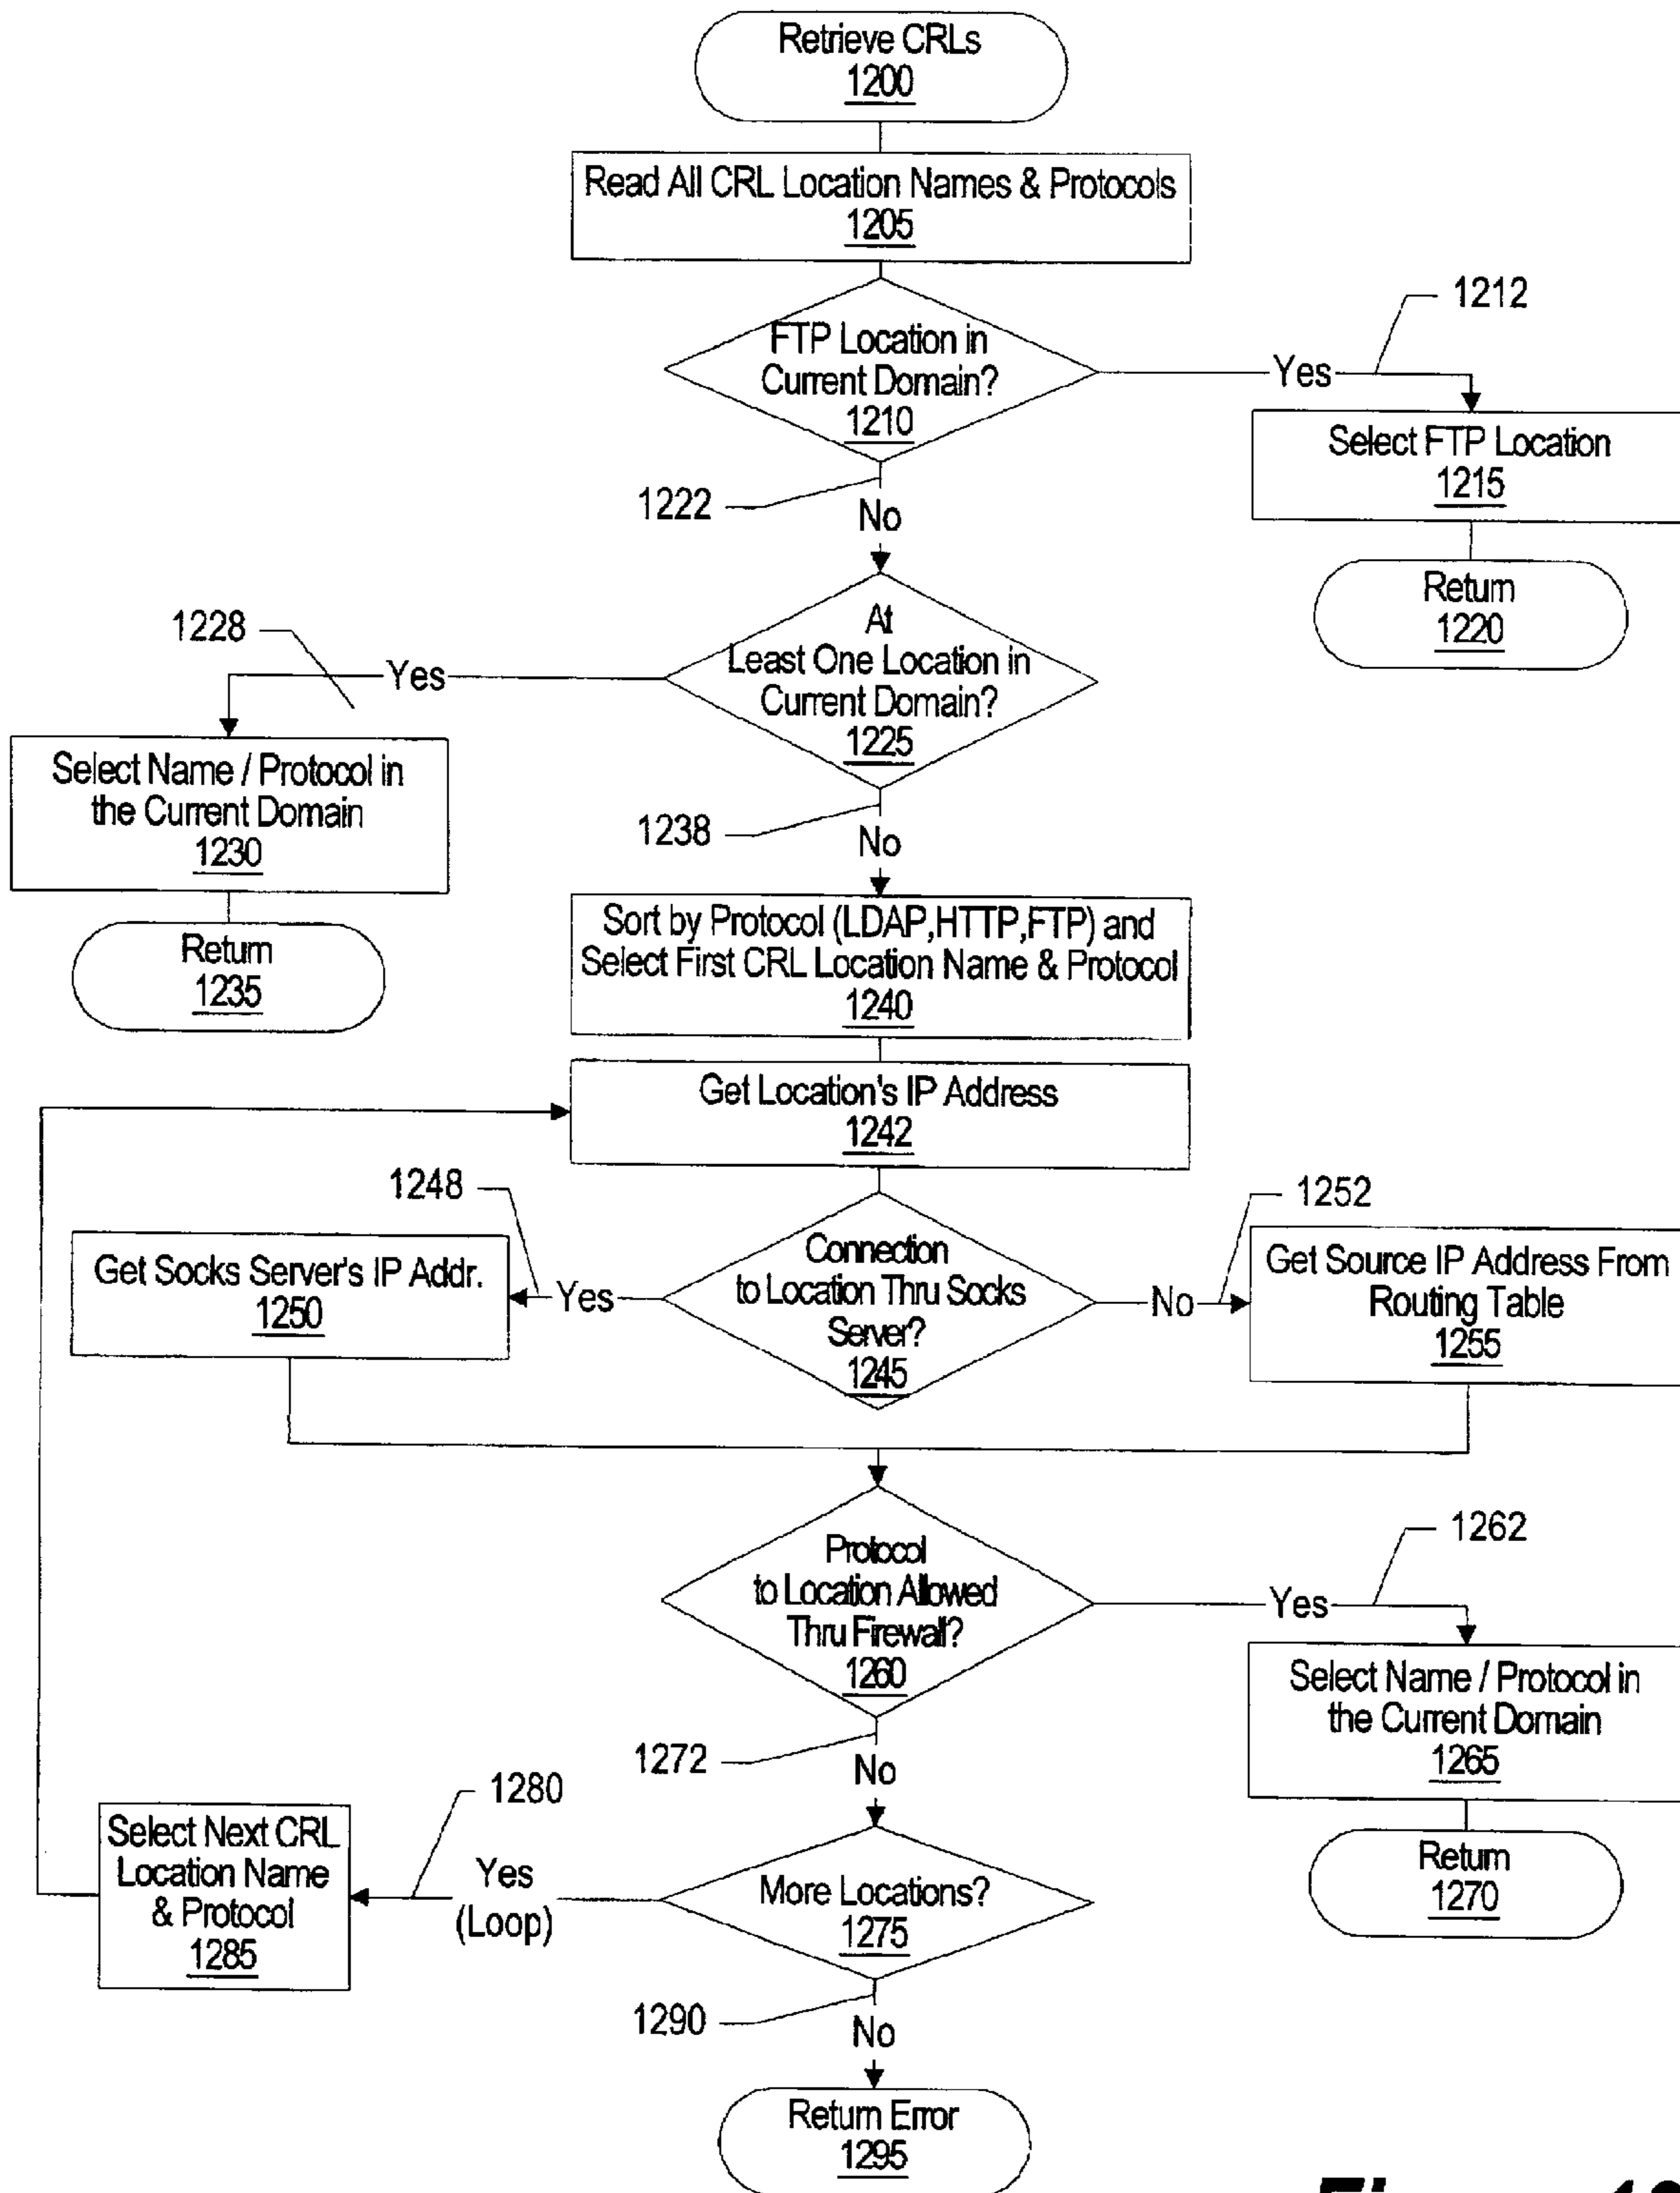 Retrieve CRLs
1200
Read All CRL Location Names & Protocols
1205
FTP Location in
Current Domain?
1210
1212
Yes
Select FTP Location
1215
Return
1220
1222
No
At
Least One Location in
Current Domain?
1225
1228
Yes
Select Name / Protocol in
the Current Domain
1230
Return
1235
1238
No
Sort by Protocol (LDAP,HTTP,FTP) and
Select First CRL Location Name & Protocol
1240
Get Location's IP Address
1242
Connection
to Location Thru Socks
Server?
1245
1248
Yes
Get Socks Server's IP Addr.
1250
1252
No
Get Source IP Address From
Routing Table
1255
Protocol
to Location Allowed
Thru Firewall?
1260
1262
Yes
Select Name / Protocol in
the Current Domain
1265
Return
1270
1272
No
More Locations?
1275
1280
Yes
(Loop)
Select Next CRL
Location Name
& Protocol
1285
1290
No
Return Error
1295